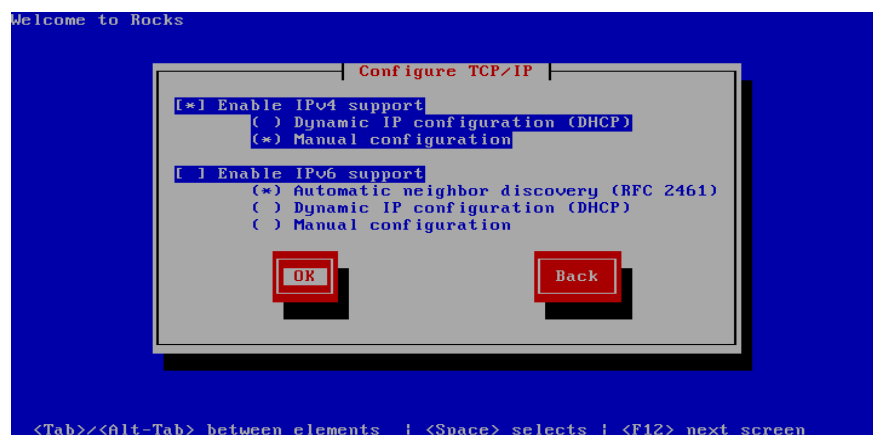 Welcome to Rocks
Configure TCP/IP
[*] Enable IPv4 support
( ) Dynamic IP configuration (DHCP)
(*) Manual configuration
[ ] Enable IPv6 support
(*) Automatic neighbor discovery (RFC 2461)
( ) Dynamic IP configuration (DHCP)
( ) Manual configuration
OK Back
<Tab>/<Alt-Tab> between elements | <Space> selects | <F12> next screen